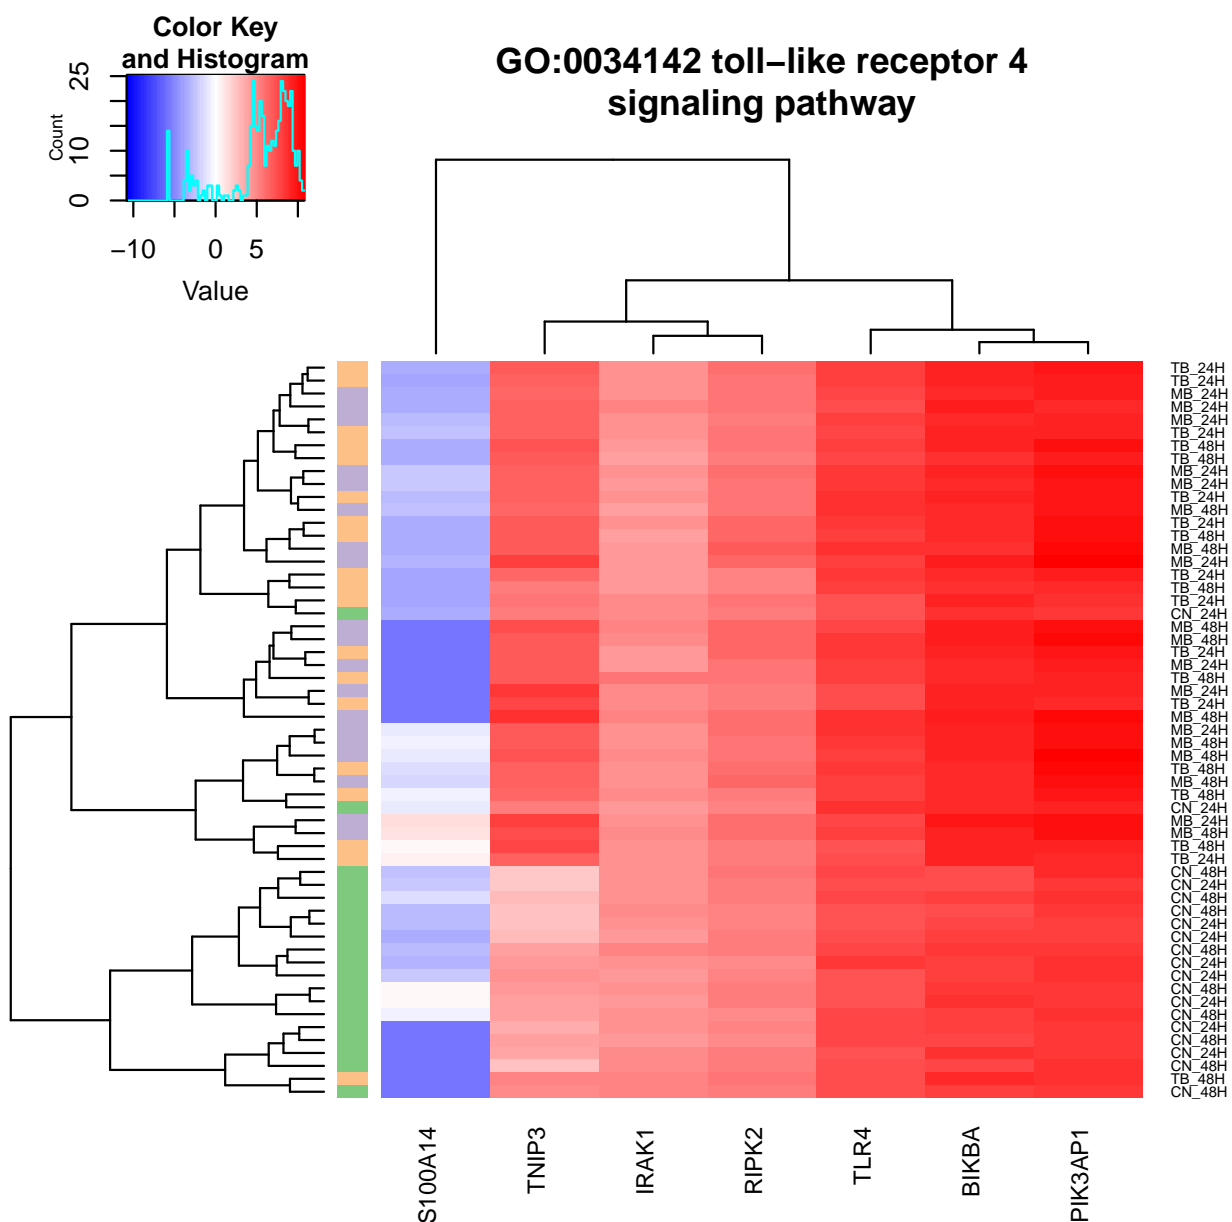 Color Key
and Histogram
GO:0034142 toll−like receptor 4
signaling pathway
Count
0 10 25
−10 0 5
Value
TB_24H
TB_24H
MB_24H
MB_24H
MB_24H
TB_24H
TB_48H
TB_48H
MB_24H
MB_24H
TB_24H
MB_48H
TB_24H
TB_48H
MB_48H
MB_24H
TB_24H
TB_48H
TB_24H
CN_24H
MB_48H
MB_48H
TB_24H
MB_24H
TB_48H
MB_24H
TB_24H
MB_48H
MB_24H
MB_48H
MB_48H
TB_48H
MB_48H
TB_48H
CN_24H
MB_24H
MB_48H
TB_48H
TB_24H
CN_48H
CN_24H
CN_48H
CN_48H
CN_24H
CN_24H
CN_48H
CN_24H
CN_24H
CN_48H
CN_24H
CN_48H
CN_24H
CN_48H
CN_24H
CN_48H
TB_48H
CN_48H
S100A14
TNIP3
IRAK1
RIPK2
TLR4
BIKBA
PIK3AP1